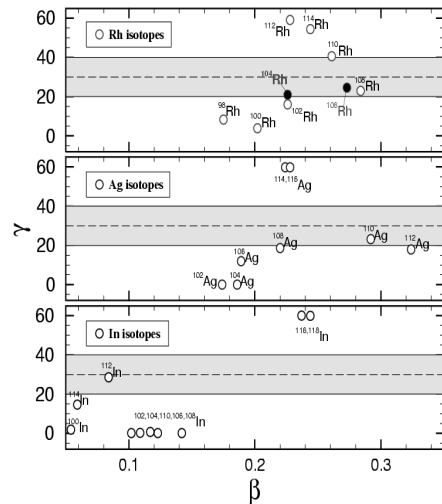 60
40
20
0
Rh isotopes
¹¹²Rh
¹¹⁴Rh
¹¹⁰Rh
¹⁰⁴Rh
¹⁰⁸Rh
¹⁰⁶Rh
¹⁰²Rh
⁹⁸Rh
¹⁰⁰Rh
60
40
20
0
Ag isotopes
¹¹⁴,¹¹⁶Ag
¹¹⁰Ag
¹¹²Ag
¹⁰⁸Ag
¹⁰⁶Ag
¹⁰²Ag
¹⁰⁴Ag
γ
60
40
20
0
In isotopes
¹¹⁶,¹¹⁸In
¹¹²In
¹¹⁴In
¹⁰⁰In
¹⁰²,¹⁰⁴,¹¹⁰,¹⁰⁶,¹⁰⁸In
0.1 0.2 0.3
β